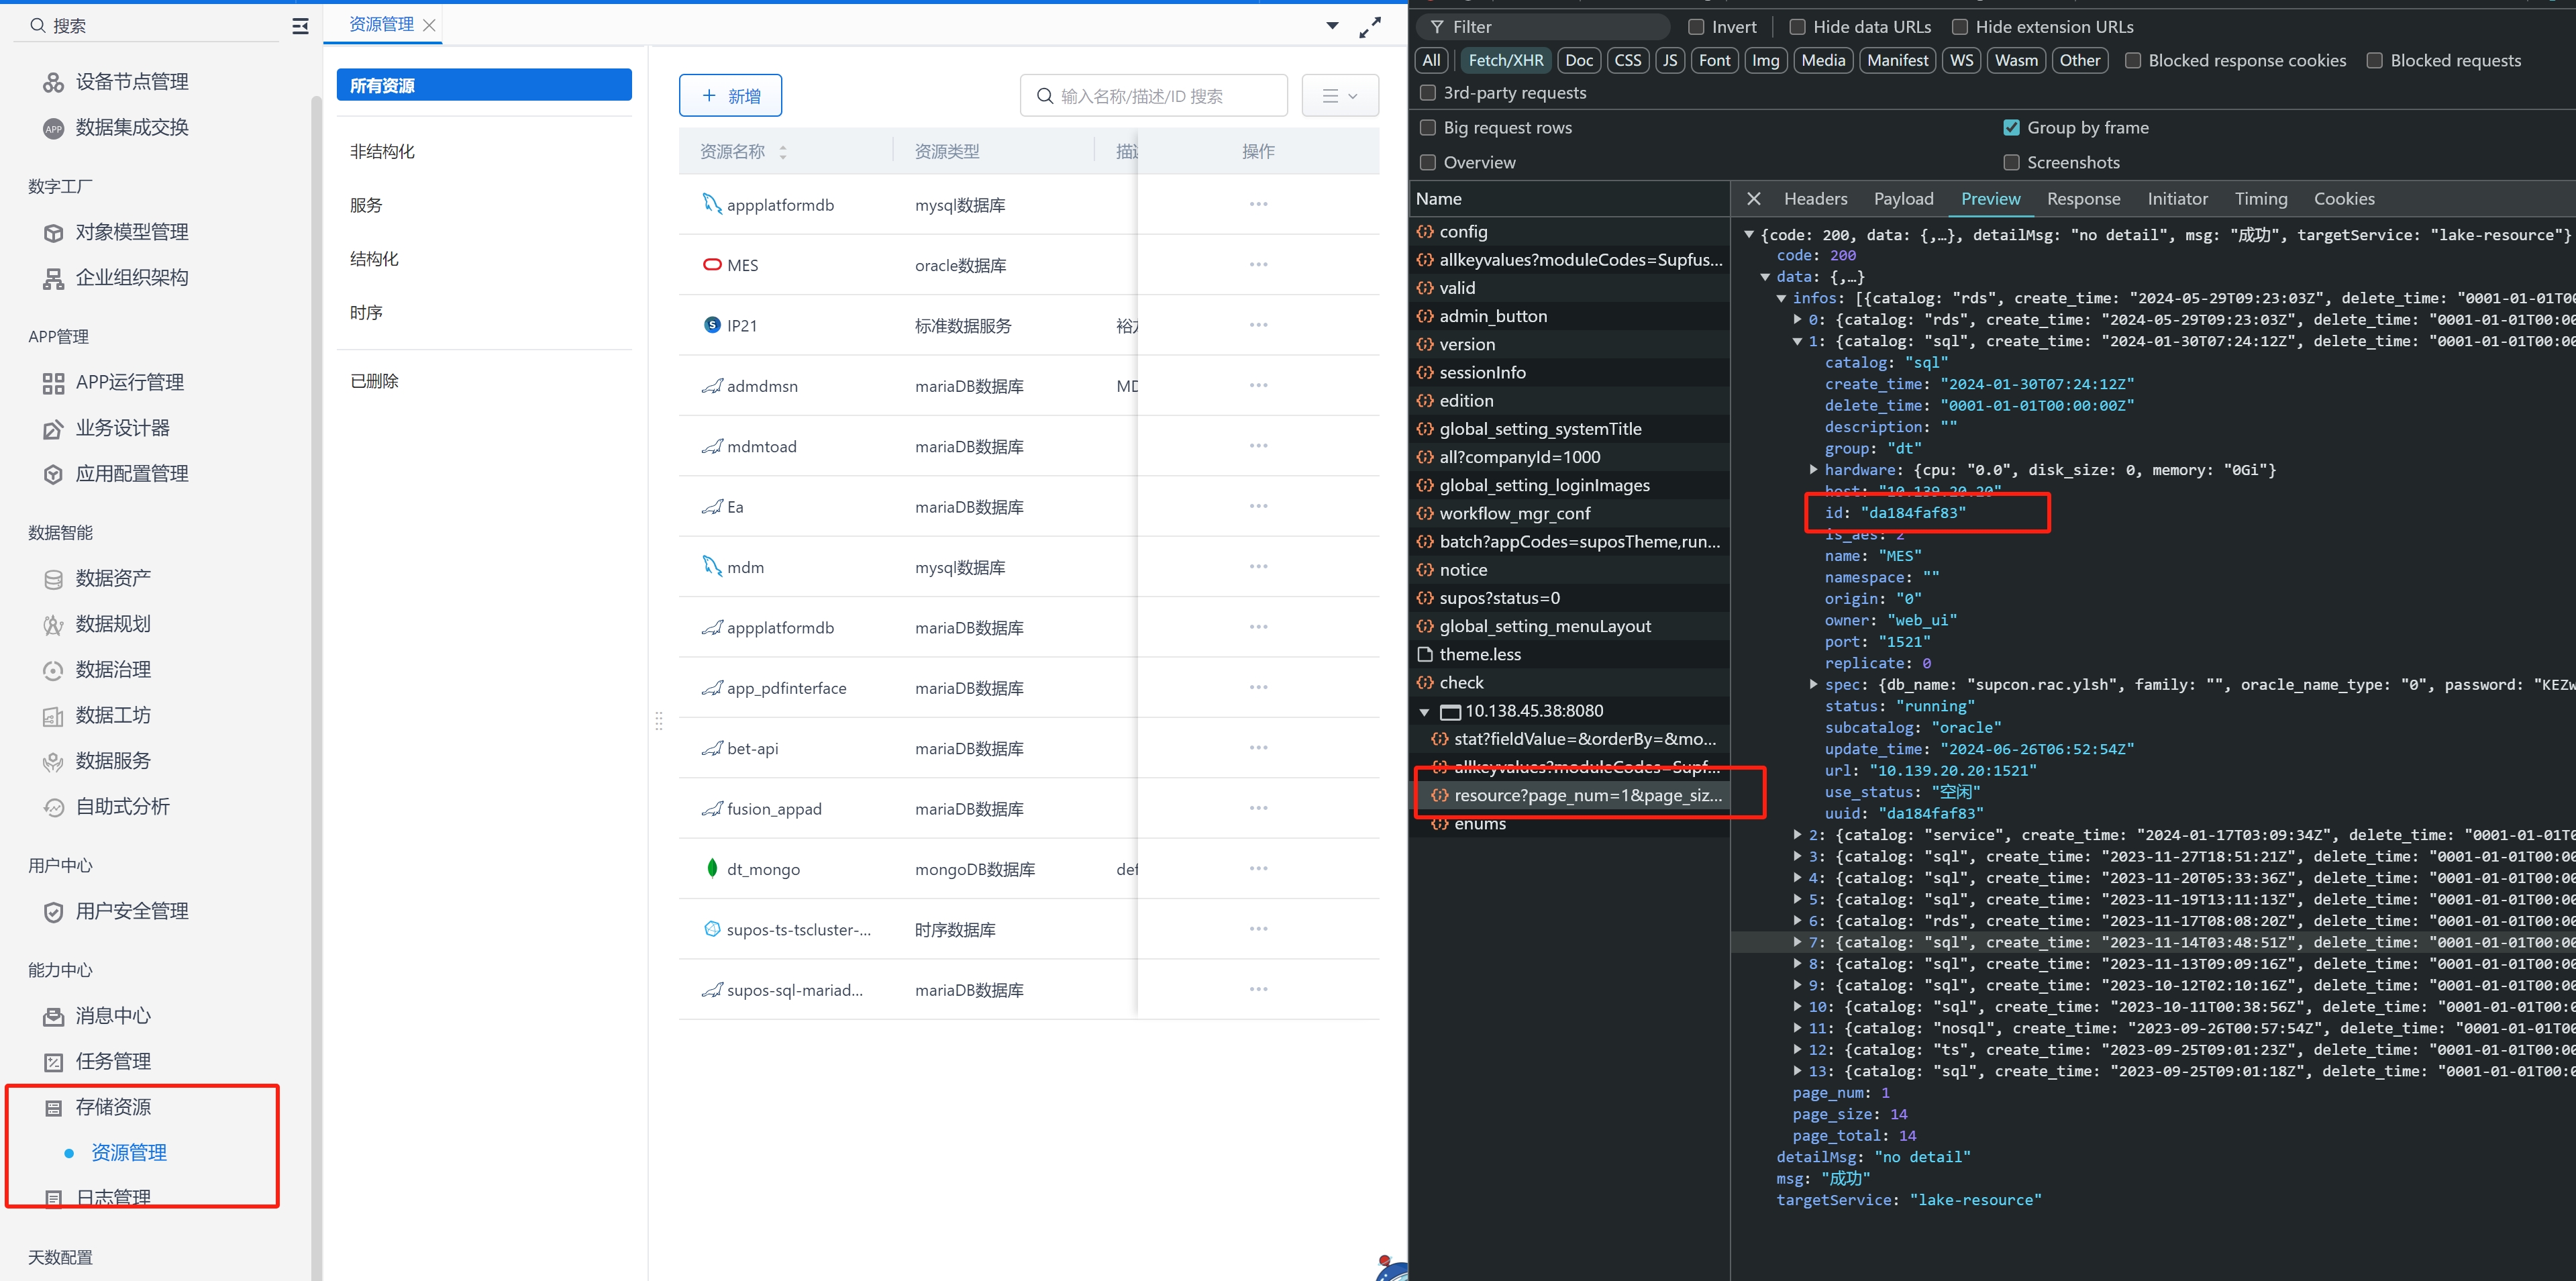 搜索
设备节点管理
数据集成交换
数字工厂
对象模型管理
企业组织架构
APP管理
APP运行管理
业务设计器
应用配置管理
数据智能
数据资产
数据规划
数据治理
数据工坊
数据服务
自助式分析
用户中心
用户安全管理
能力中心
消息中心
任务管理
存储资源
资源管理
日志管理
天数配置
资源管理
所有资源
非结构化
服务
结构化
时序
已删除
新增
输入名称/描述/ID 搜索
资源名称 资源类型 描述 操作
appplatformdb mysql数据库
MES oracle数据库
IP21 标准数据服务
admdmsn mariaDB数据库 MD
mdmtoad mariaDB数据库
Ea mariaDB数据库
mdm mysql数据库
appplatformdb mariaDB数据库
app_pdfinterface mariaDB数据库
bet-api mariaDB数据库
fusion_appad mariaDB数据库
dt_mongo mongoDB数据库 def
supos-ts-tscluster-... 时序数据库
supos-sql-mariad... mariaDB数据库
Filter Invert Hide data URLs Hide extension URLs
All Fetch/XHR Doc CSS JS Font Img Media Manifest WS Wasm Other Blocked response cookies Blocked requests
3rd-party requests
Big request rows Group by frame
Overview Screenshots
Name
config
allkeyvalues?moduleCodes=Supfus...
valid
admin_button
version
sessionInfo
edition
global_setting_systemTitle
all?companyId=1000
global_setting_loginImages
workflow_mgr_conf
batch?appCodes=suposTheme,run...
notice
supos?status=0
global_setting_menuLayout
theme.less
check
10.138.45.38:8080
stat?fieldValue=&orderBy=&mo...
allkeyvalues?moduleCodes=Supf...
resource?page_num=1&page_siz...
enums
Headers Payload Preview Response Initiator Timing Cookies
{code: 200, data: {,…}, detailMsg: "no detail", msg: "成功", targetService: "lake-resource"}
code: 200
data: {,…}
infos: [{catalog: "rds", create_time: "2024-05-29T09:23:03Z", delete_time: "0001-01-01T00
0: {catalog: "rds", create_time: "2024-05-29T09:23:03Z", delete_time: "0001-01-01T00:00
1: {catalog: "sql", create_time: "2024-01-30T07:24:12Z", delete_time: "0001-01-01T00:00
catalog: "sql"
create_time: "2024-01-30T07:24:12Z"
delete_time: "0001-01-01T00:00:00Z"
description: ""
group: "dt"
hardware: {cpu: "0.0", disk_size: 0, memory: "0Gi"}
host: "10.139.20.20"
id: "da184faf83"
is_aes: 2
name: "MES"
namespace: ""
origin: "0"
owner: "web_ui"
port: "1521"
replicate: 0
spec: {db_name: "supcon.rac.ylsh", family: "", oracle_name_type: "0", password: "KEZw
status: "running"
subcatalog: "oracle"
update_time: "2024-06-26T06:52:54Z"
url: "10.139.20.20:1521"
use_status: "空闲"
uuid: "da184faf83"
2: {catalog: "service", create_time: "2024-01-17T03:09:34Z", delete_time: "0001-01-01T0
3: {catalog: "sql", create_time: "2023-11-27T18:51:21Z", delete_time: "0001-01-01T00:00
4: {catalog: "sql", create_time: "2023-11-20T05:33:36Z", delete_time: "0001-01-01T00:00
5: {catalog: "sql", create_time: "2023-11-19T13:11:13Z", delete_time: "0001-01-01T00:00
6: {catalog: "rds", create_time: "2023-11-17T08:08:20Z", delete_time: "0001-01-01T00:00
7: {catalog: "sql", create_time: "2023-11-14T03:48:51Z", delete_time: "0001-01-01T00:00
8: {catalog: "sql", create_time: "2023-11-13T09:09:16Z", delete_time: "0001-01-01T00:00
9: {catalog: "sql", create_time: "2023-10-12T02:10:16Z", delete_time: "0001-01-01T00:00
10: {catalog: "sql", create_time: "2023-10-11T00:38:56Z", delete_time: "0001-01-01T00:0
11: {catalog: "nosql", create_time: "2023-09-26T00:57:54Z", delete_time: "0001-01-01T00
12: {catalog: "ts", create_time: "2023-09-25T09:01:23Z", delete_time: "0001-01-01T00:00
13: {catalog: "sql", create_time: "2023-09-25T09:01:18Z", delete_time: "0001-01-01T00:0
page_num: 1
page_size: 14
page_total: 14
detailMsg: "no detail"
msg: "成功"
targetService: "lake-resource"